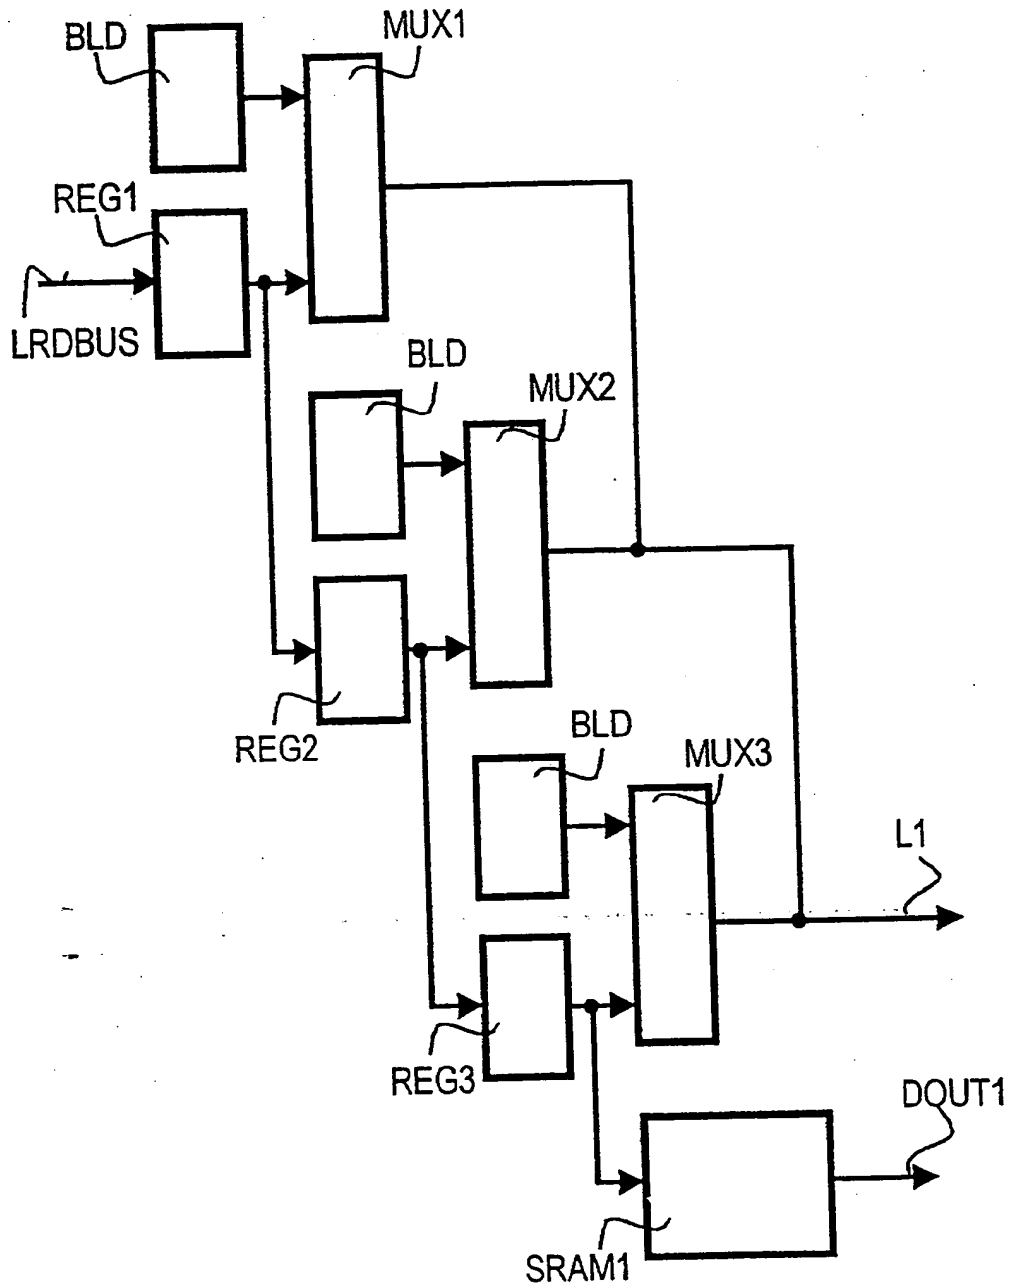 BLD
MUX1
REG1
LRDBUS
BLD
MUX2
REG2
BLD
MUX3
L1
REG3
DOUT1
SRAM1